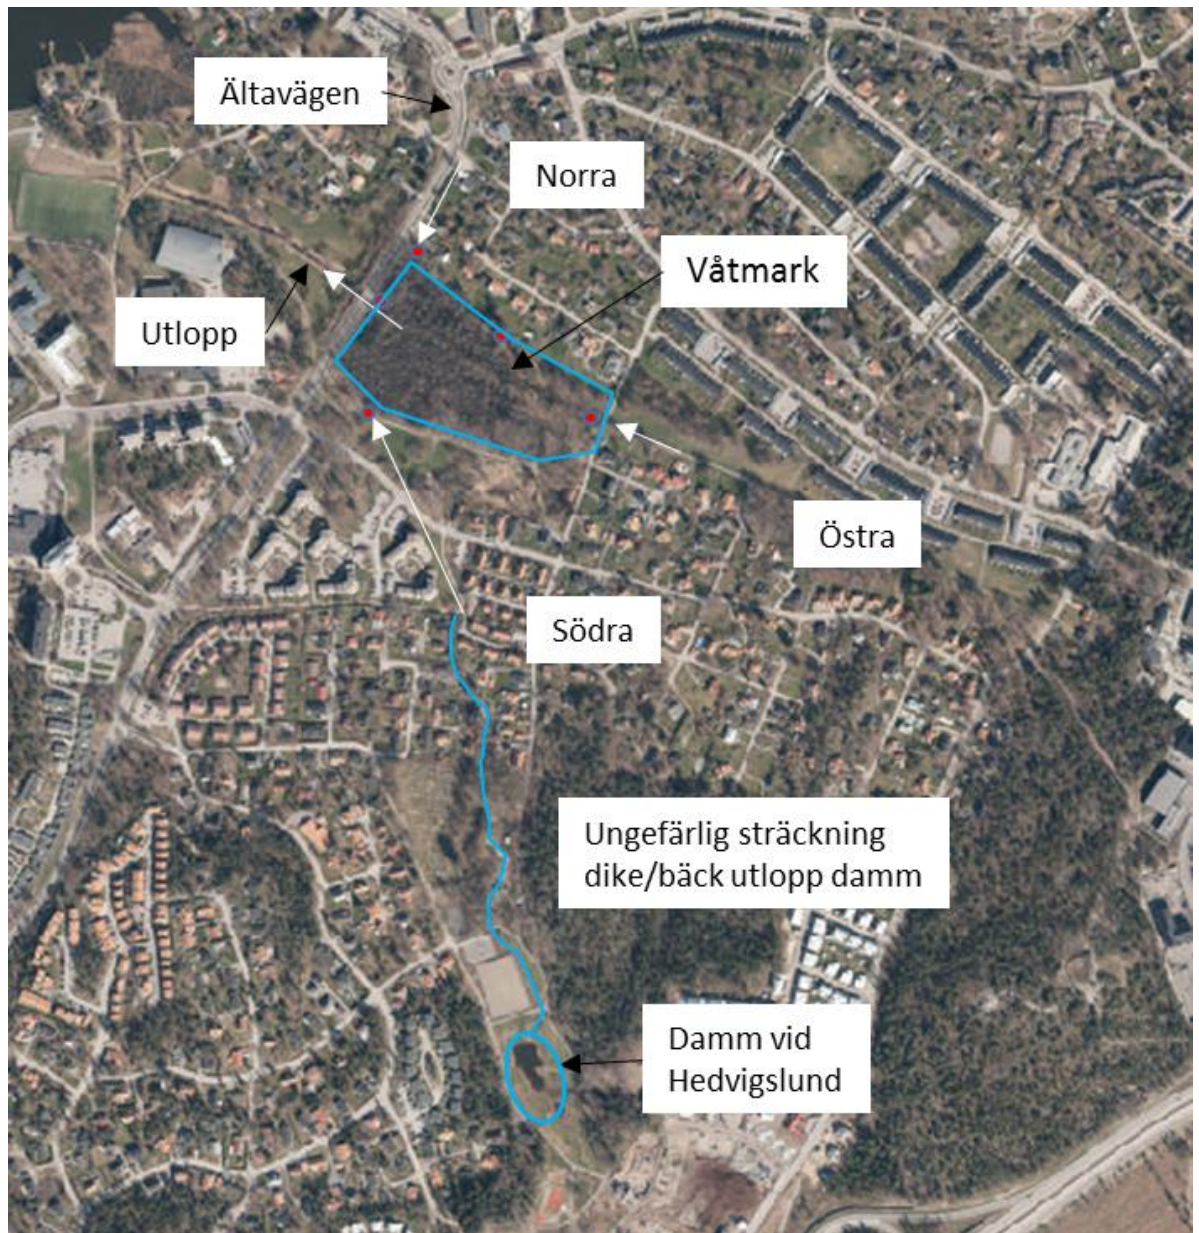 Ältavägen
Norra
Våtmark
Utlopp
Östra
Södra
Ungefärlig sträckning
dike/bäck utlopp damm
Damm vid
Hedvigslund